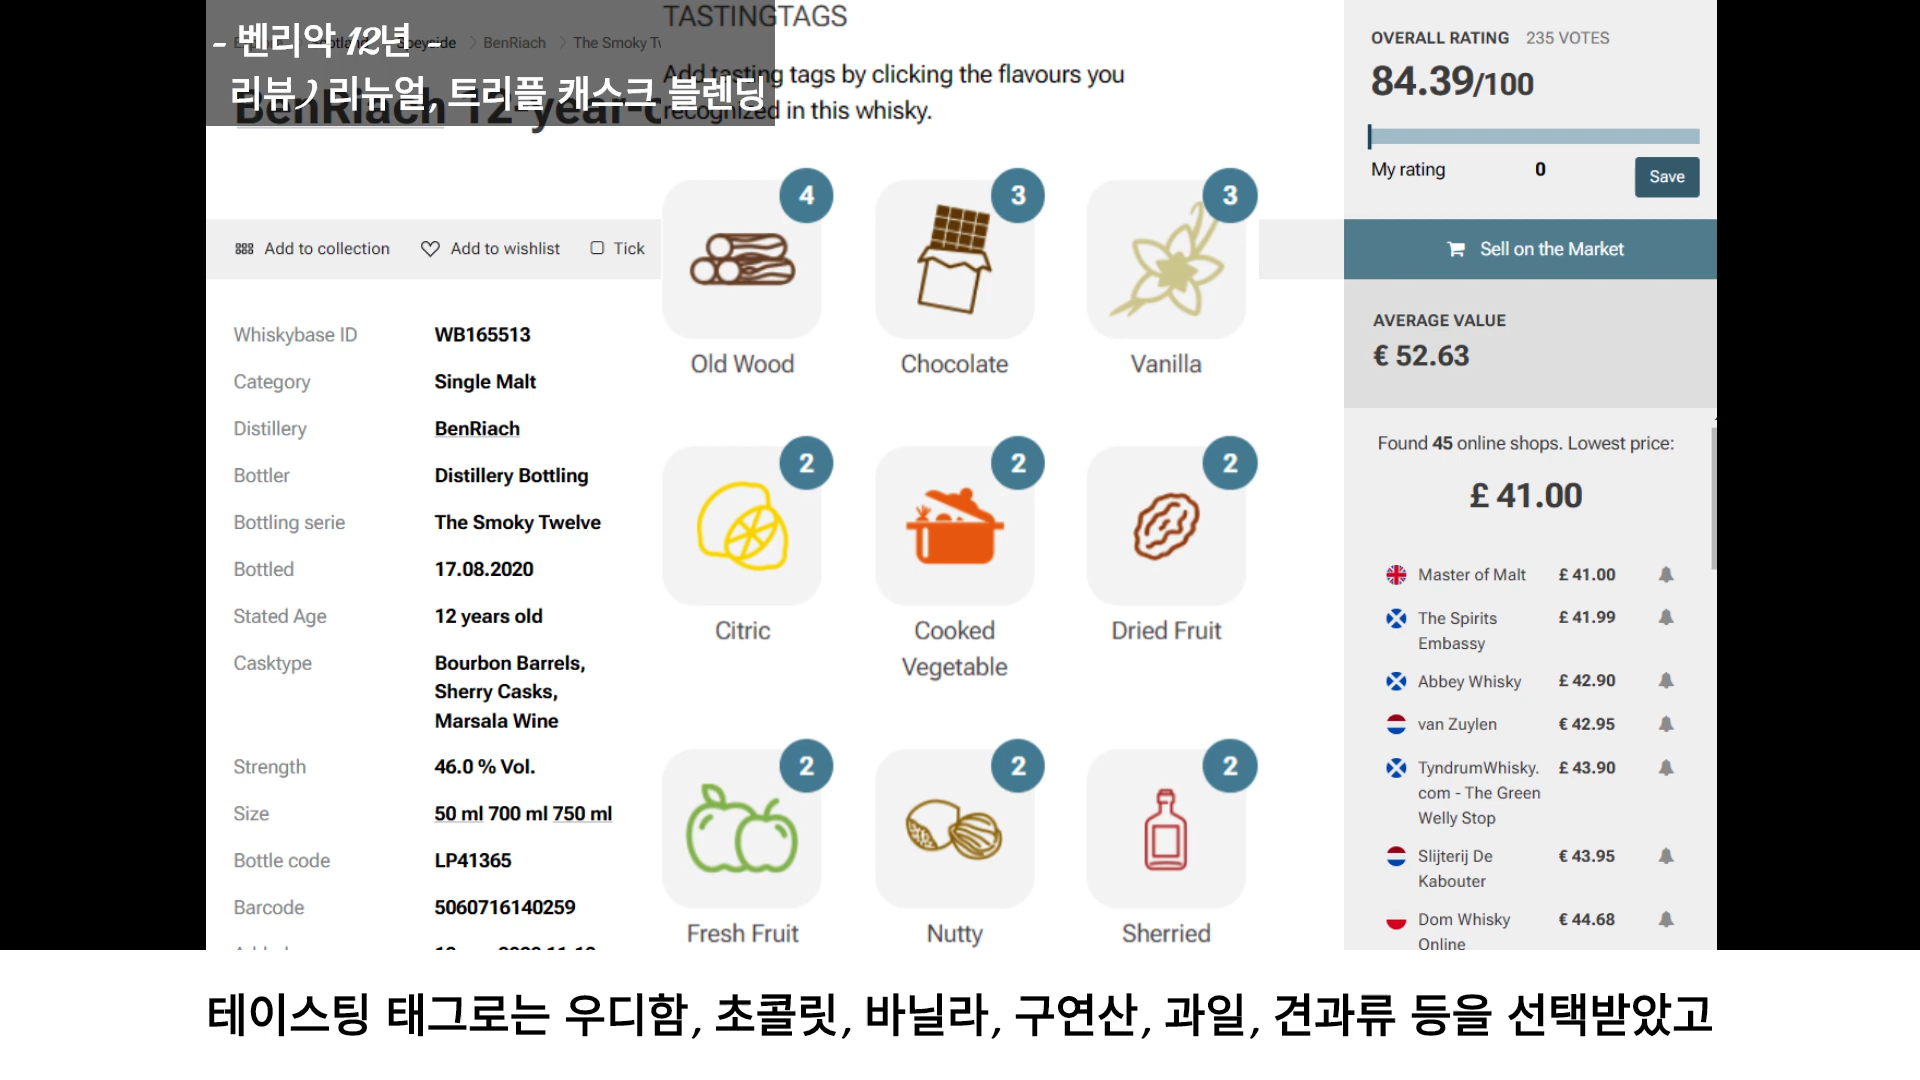 - 벤리악 12년 -
리뷰) 리뉴얼, 트리플 캐스크 블렌딩
Speyside
BenRiach
The Smoky Tw
BenRiach 12-year-o
TASTINGTAGS
Add tasting tags by clicking the flavours you
recognized in this whisky.
Add to collection
Add to wishlist
Tick
Whiskybase ID WB165513
Category Single Malt
Distillery BenRiach
Bottler Distillery Bottling
Bottling serie The Smoky Twelve
Bottled 17.08.2020
Stated Age 12 years old
Casktype Bourbon Barrels,
Sherry Casks,
Marsala Wine
Strength 46.0 % Vol.
Size 50 ml 700 ml 750 ml
Bottle code LP41365
Barcode 5060716140259
4 3 3
Old Wood Chocolate Vanilla
2 2 2
Citric Cooked Dried Fruit
Vegetable
2 2 2
Fresh Fruit Nutty Sherried
OVERALL RATING 235 VOTES
84.39/100
My rating 0 Save
Sell on the Market
AVERAGE VALUE
€ 52.63
Found 45 online shops. Lowest price:
£ 41.00
Master of Malt £ 41.00
The Spirits £ 41.99
Embassy
Abbey Whisky £ 42.90
van Zuylen € 42.95
TyndrumWhisky. £ 43.90
com - The Green
Welly Stop
Slijterij De € 43.95
Kabouter
Dom Whisky € 44.68
Online
테이스팅 태그로는 우디함, 초콜릿, 바닐라, 구연산, 과일, 견과류 등을 선택받았고